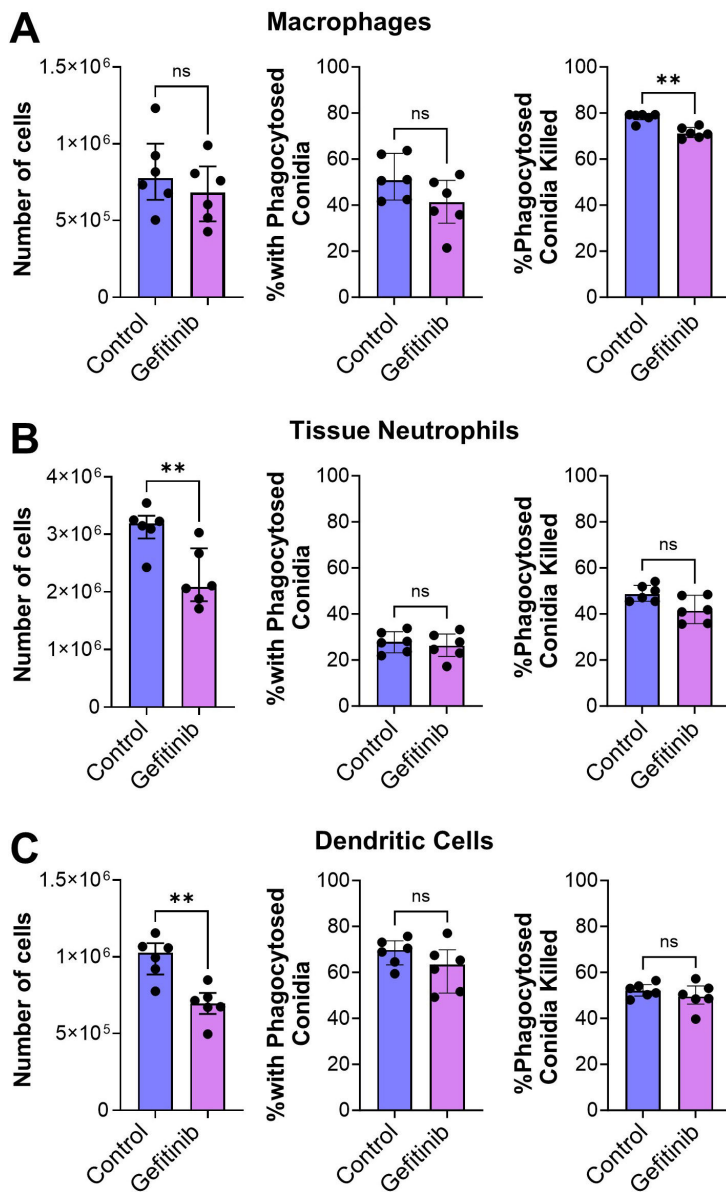 A
Macrophages
Number of cells
1.5×10⁶
1×10⁶
5×10⁵
0
ns
Control
Gefitinib
%with Phagocytosed
Conidia
100
80
60
40
20
0
ns
Control
Gefitinib
%Phagocytosed
Conidia Killed
100
80
60
40
20
0
**
Control
Gefitinib
B
Tissue Neutrophils
Number of cells
4×10⁶
3×10⁶
2×10⁶
1×10⁶
0
**
Control
Gefitinib
%with Phagocytosed
Conidia
100
80
60
40
20
0
ns
Control
Gefitinib
%Phagocytosed
Conidia Killed
100
80
60
40
20
0
ns
Control
Gefitinib
C
Dendritic Cells
Number of cells
1.5×10⁶
1×10⁶
5×10⁵
0
**
Control
Gefitinib
%with Phagocytosed
Conidia
100
80
60
40
20
0
ns
Control
Gefitinib
%Phagocytosed
Conidia Killed
100
80
60
40
20
0
ns
Control
Gefitinib